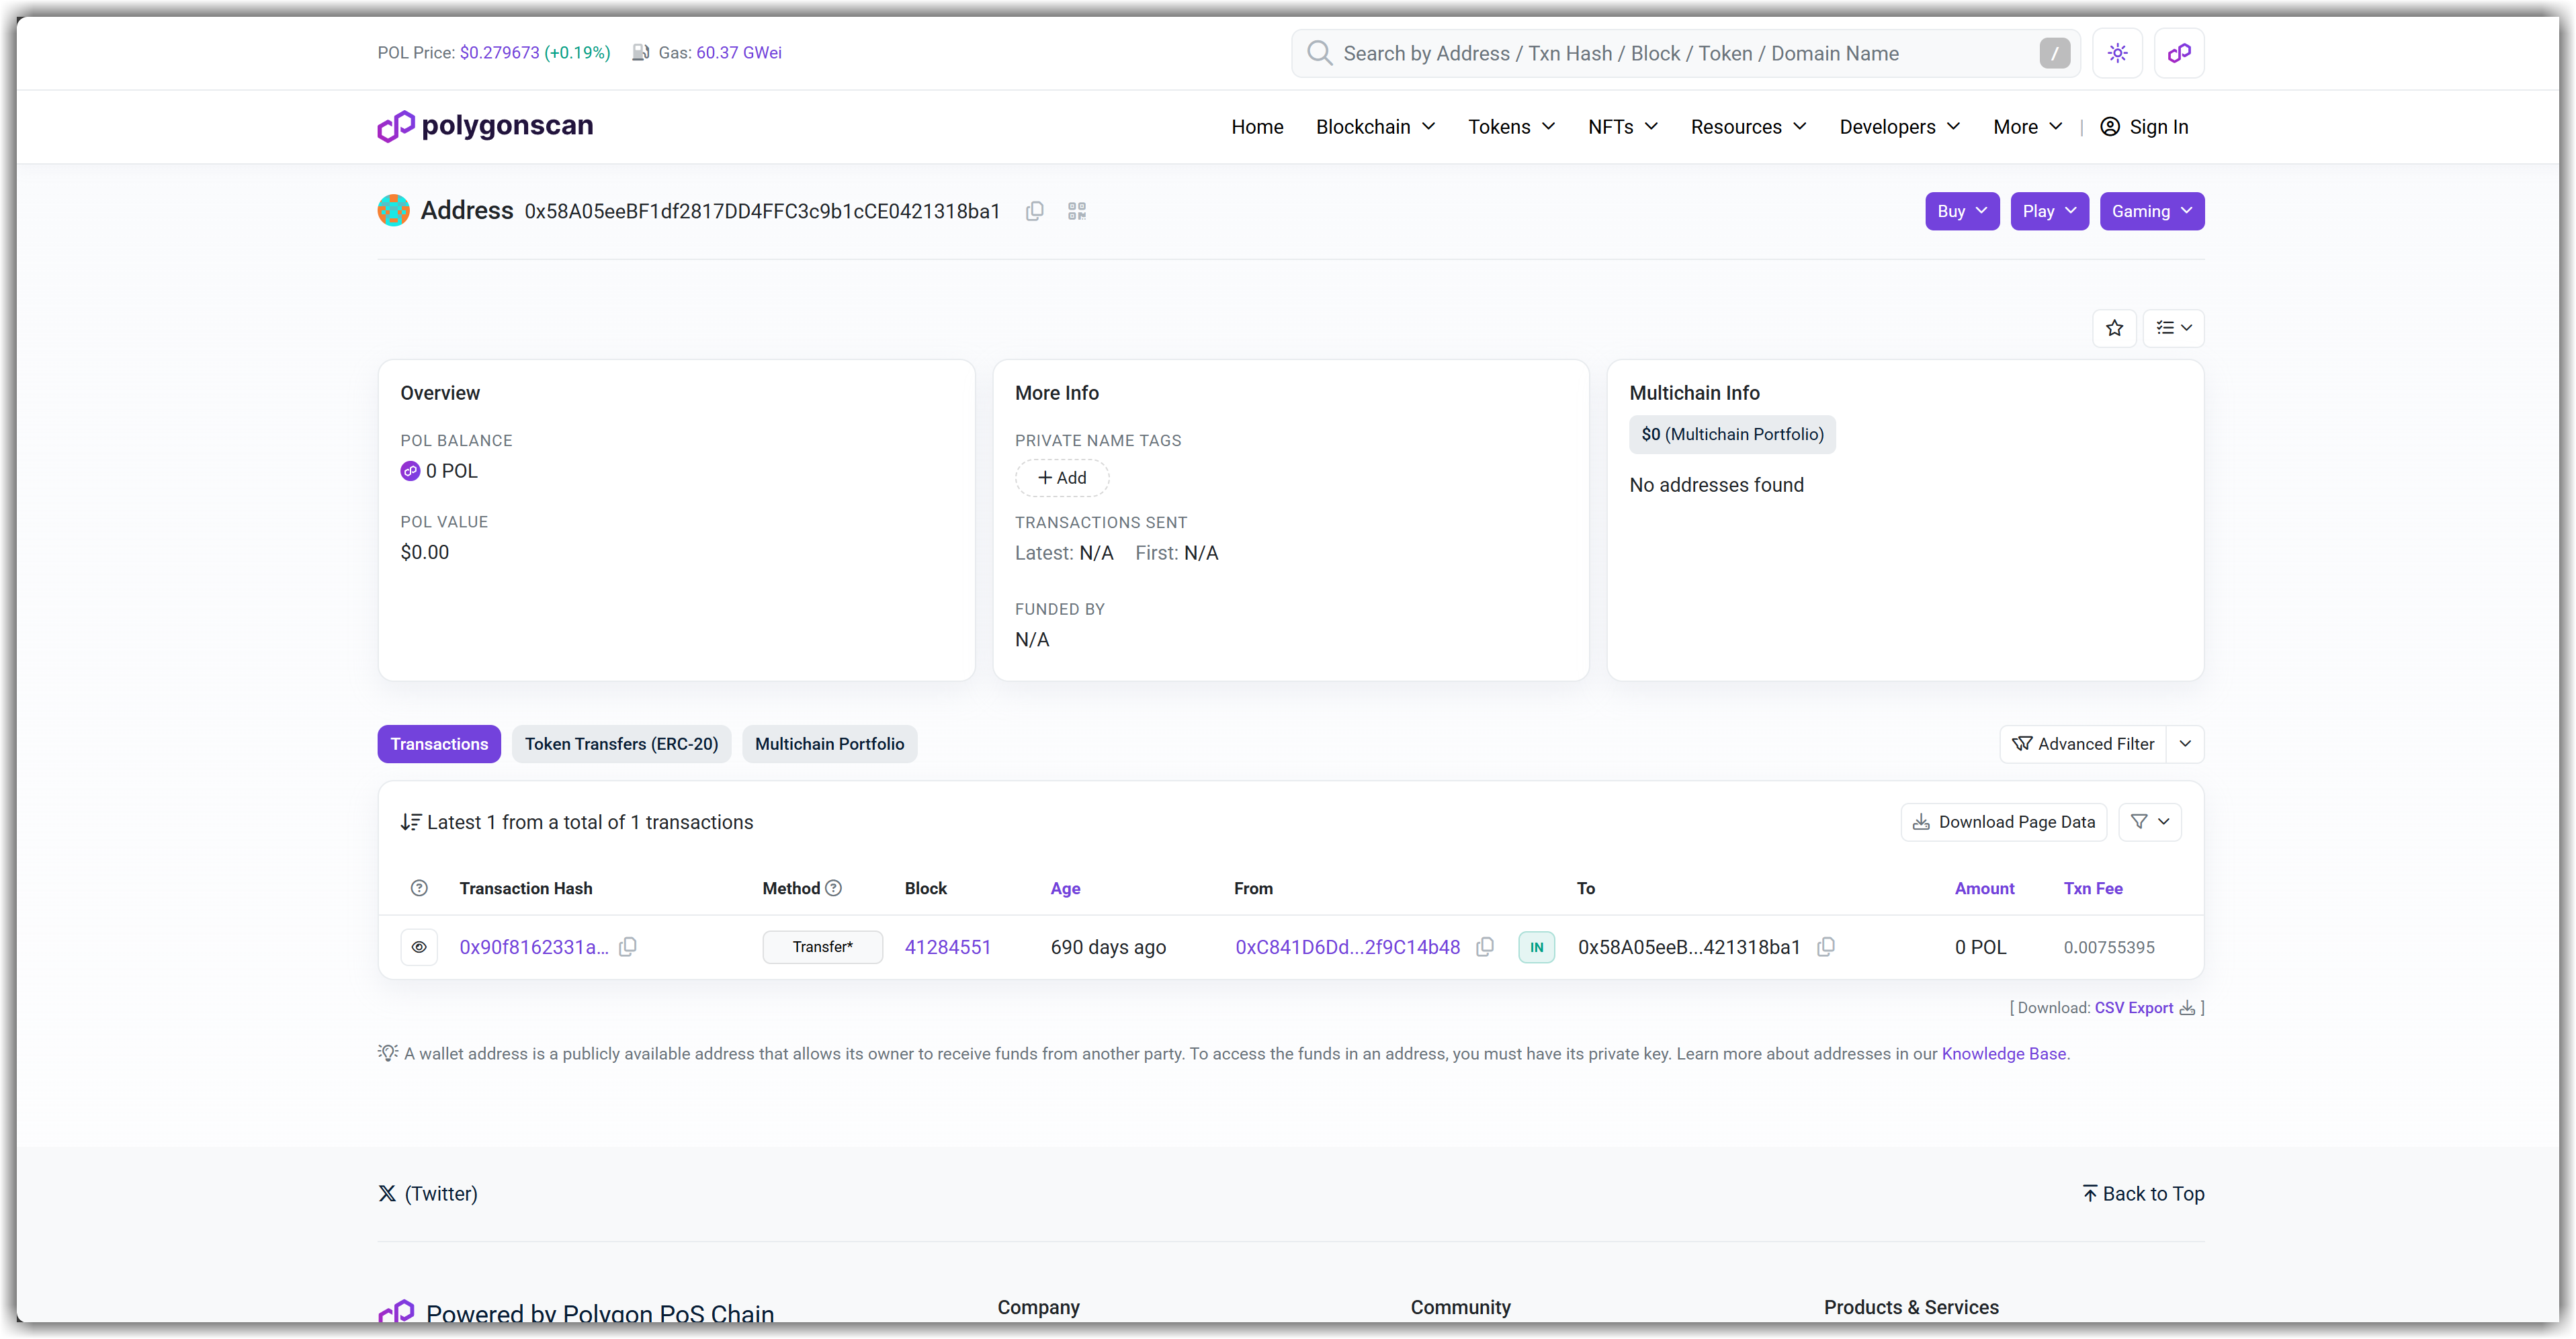 POL Price: $0.279673 (+0.19%) Gas: 60.37 GWei
Search by Address / Txn Hash / Block / Token / Domain Name /
polygonscan
Home Blockchain Tokens NFTs Resources Developers More | Sign In
Address 0x58A05eeBF1df2817DD4FFC3c9b1cCE0421318ba1
Buy Play Gaming
Overview
POL BALANCE
0 POL
POL VALUE
$0.00
More Info
PRIVATE NAME TAGS
+ Add
TRANSACTIONS SENT
Latest: N/A First: N/A
FUNDED BY
N/A
Multichain Info
$0 (Multichain Portfolio)
No addresses found
Transactions Token Transfers (ERC-20) Multichain Portfolio
Advanced Filter
Latest 1 from a total of 1 transactions
Download Page Data
Transaction Hash Method Block Age From To Amount Txn Fee
0x90f8162331a... Transfer* 41284551 690 days ago 0xC841D6Dd...2f9C14b48 IN 0x58A05eeB...421318ba1 0 POL 0.00755395
[ Download: CSV Export ]
A wallet address is a publicly available address that allows its owner to receive funds from another party. To access the funds in an address, you must have its private key. Learn more about addresses in our Knowledge Base.
X (Twitter)
Back to Top
Powered by Polygon PoS Chain
Company
Community
Products & Services